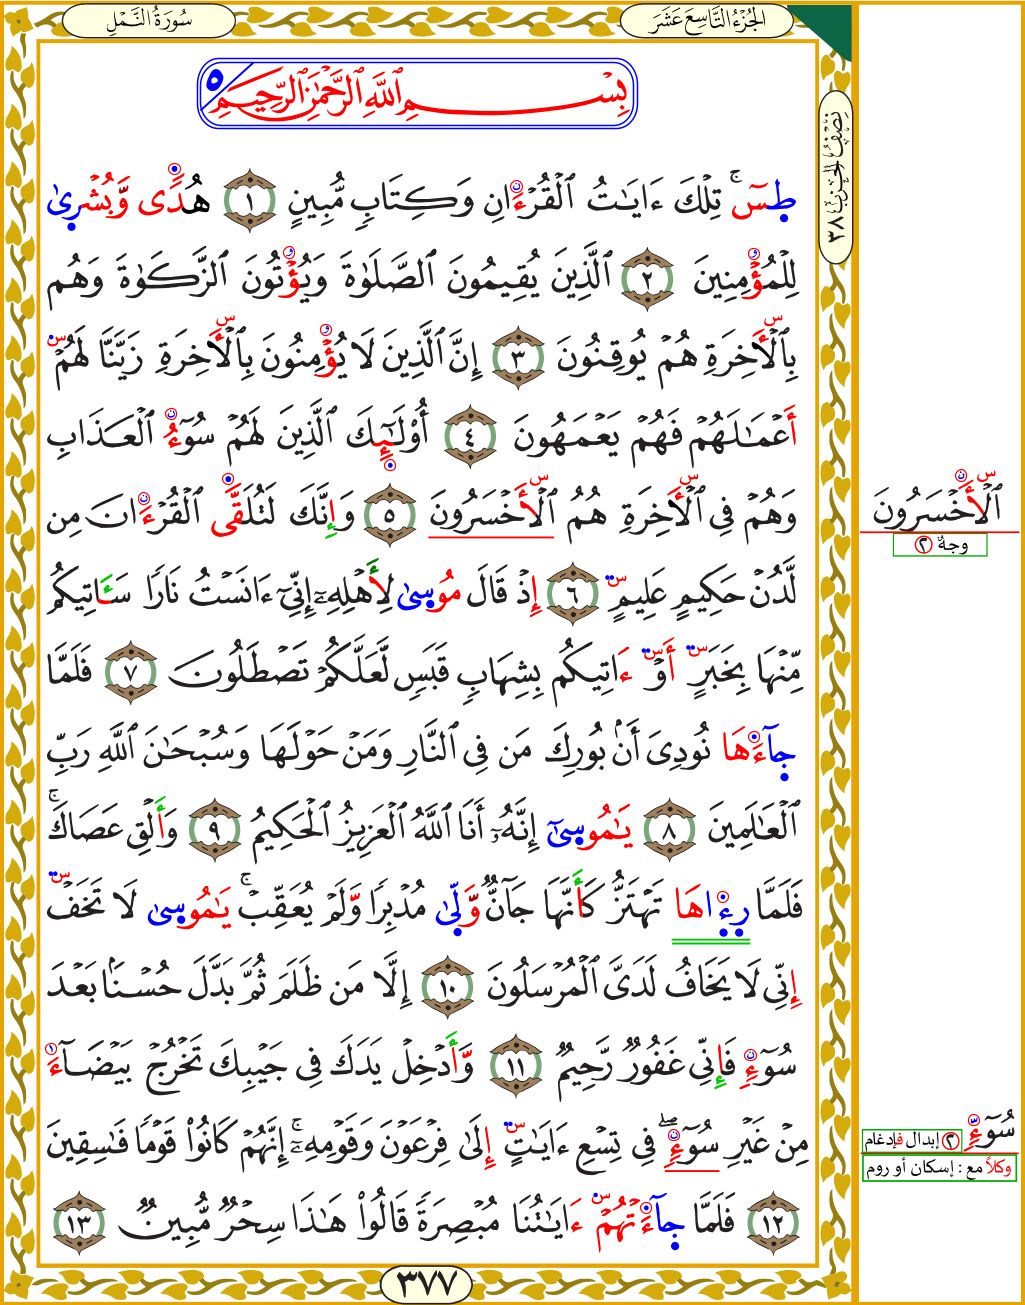 سُورَةُ النَّمْلِ
الجُزْءُ التَّاسِعَ عَشَرَ
نِصْفُ الْحِزْبِ ٣٨
بِسْمِ ٱللَّهِ ٱلرَّحْمَٰنِ ٱلرَّحِيمِ ٥
طسٓۚ تِلْكَ ءَايَـٰتُ ٱلْقُرْءَانِ وَكِتَابٍ مُّبِينٍ ١ هُدًى وَّبُشْرِىٰ
لِلْمُؤْمِنِينَ ٢ ٱلَّذِينَ يُقِيمُونَ ٱلصَّلَوٰةَ وَيُؤْتُونَ ٱلزَّكَوٰةَ وَهُم
بِٱلْأَخِرَةِ هُمْ يُوقِنُونَ ٣ إِنَّ ٱلَّذِينَ لَا يُؤْمِنُونَ بِٱلْأَخِرَةِ زَيَّنَّا لَهُمْ
أَعْمَـٰلَهُمْ فَهُمْ يَعْمَهُونَ ٤ أُوْلَـٰٓئِكَ ٱلَّذِينَ لَهُمْ سُوٓءُ ٱلْعَذَابِ
وَهُمْ فِى ٱلْأَخِرَةِ هُمُ ٱلْأَخْسَرُونَ ٥ وَإِنَّكَ لَتُلَقَّى ٱلْقُرْءَانَ مِن
لَّدُنْ حَكِيمٍ عَلِيمٍ ٦ إِذْ قَالَ مُوسِىٰ لِأَهْلِهِۦٓ إِنِّىٓ ءَانَسْتُ نَارًا سَـَٔاتِيكُم
مِّنْهَا بِخَبَرٍ أَوْ ءَاتِيكُم بِشِهَابٍ قَبَسٍ لَّعَلَّكُمْ تَصْطَلُونَ ٧ فَلَمَّا
جِآءَهَا نُودِىَ أَنۢ بُورِكَ مَن فِى ٱلنَّارِ وَمَنْ حَوْلَهَا وَسُبْحَـٰنَ ٱللَّهِ رَبِّ
ٱلْعَـٰلَمِينَ ٨ يَـٰمُوسِىٰٓ إِنَّهُۥٓ أَنَا ٱللَّهُ ٱلْعَزِيزُ ٱلْحَكِيمُ ٩ وَأَلْقِ عَصَاكَۚ
فَلَمَّا رِءِاهَا تَهْتَزُّ كَأَنَّهَا جَآنٌّ وَّلِّىٰ مُدْبِرًا وَّلَمْ يُعَقِّبْۚ يَـٰمُوسِىٰ لَا تَخَفْ
إِنِّى لَا يَخَافُ لَدَىَّ ٱلْمُرْسَلُونَ ١٠ إِلَّا مَن ظَلَمَ ثُمَّ بَدَّلَ حُسْنَۢا بَعْدَ
سُوٓءٍ فَإِنِّى غَفُورٌ رَّحِيمٌ ١١ وَّأَدْخِلْ يَدَكَ فِى جَيْبِكَ تَخْرُجْ بَيْضَآءَ
مِنْ غَيْرِ سُوٓءٍۖ فِى تِسْعِ ءَايَـٰتٍ إِلَىٰ فِرْعَوْنَ وَقَوْمِهِۦٓۚ إِنَّهُمْ كَانُواْ قَوْمًا فَـٰسِقِينَ
١٢ فَلَمَّا جِآءَتْهُمْ ءَايَـٰتُنَا مُبْصِرَةً قَالُواْ هَـٰذَا سِحْرٌ مُّبِينٌ ١٣
ٱلْأَخْسَرُونَ
٢ وجهٌ
سُوٓءٍ ٢ إبدال فإدغام
وكلاً مع : إسكان أو روم
٣٧٧